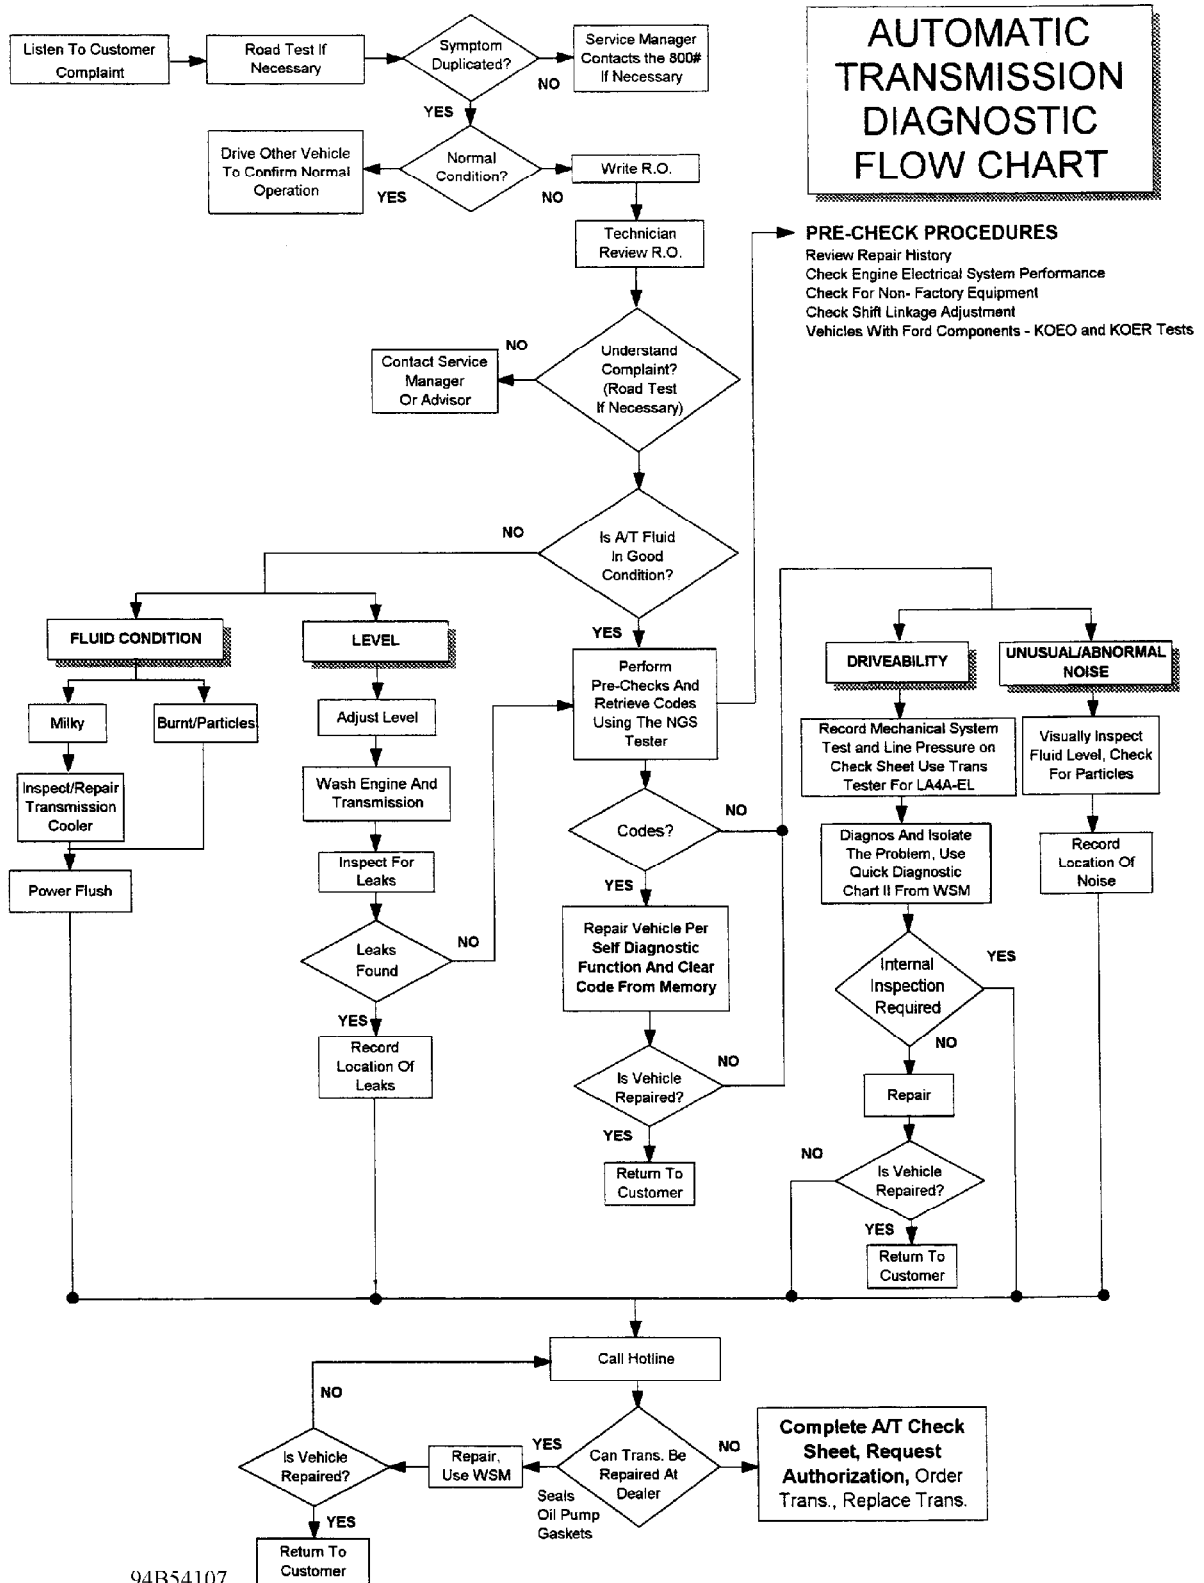 AUTOMATIC
TRANSMISSION
DIAGNOSTIC
FLOW CHART
Listen To Customer
Complaint
Road Test If
Necessary
Symptom
Duplicated?
NO
Service Manager
Contacts the 800#
If Necessary
YES
Drive Other Vehicle
To Confirm Normal
Operation
YES
Normal
Condition?
NO
Write R.O.
Technician
Review R.O.
PRE-CHECK PROCEDURES
Review Repair History
Check Engine Electrical System Performance
Check For Non- Factory Equipment
Check Shift Linkage Adjustment
Vehicles With Ford Components - KOEO and KOER Tests
NO
Contact Service
Manager
Or Advisor
Understand
Complaint?
(Road Test
If Necessary)
NO
Is A/T Fluid
In Good
Condition?
YES
FLUID CONDITION
Milky
Burnt/Particles
Inspect/Repair
Transmission
Cooler
Power Flush
LEVEL
Adjust Level
Wash Engine And
Transmission
Inspect For
Leaks
Leaks
Found
NO
YES
Record
Location Of
Leaks
Perform
Pre-Checks And
Retrieve Codes
Using The NGS
Tester
Codes?
NO
YES
Repair Vehicle Per
Self Diagnostic
Function And Clear
Code From Memory
Is Vehicle
Repaired?
NO
YES
Return To
Customer
DRIVEABILITY
Record Mechanical System
Test and Line Pressure on
Check Sheet Use Trans
Tester For LA4A-EL
Diagnos And Isolate
The Problem, Use
Quick Diagnostic
Chart II From WSM
Internal
Inspection
Required
YES
NO
Repair
NO
Is Vehicle
Repaired?
YES
Return To
Customer
UNUSUAL/ABNORMAL
NOISE
Visually Inspect
Fluid Level, Check
For Particles
Record
Location Of
Noise
Call Hotline
NO
Is Vehicle
Repaired?
YES
Return To
Customer
Repair,
Use WSM
YES
Seals
Oil Pump
Gaskets
Can Trans. Be
Repaired At
Dealer
NO
Complete A/T Check
Sheet, Request
Authorization, Order
Trans., Replace Trans.
94B54107